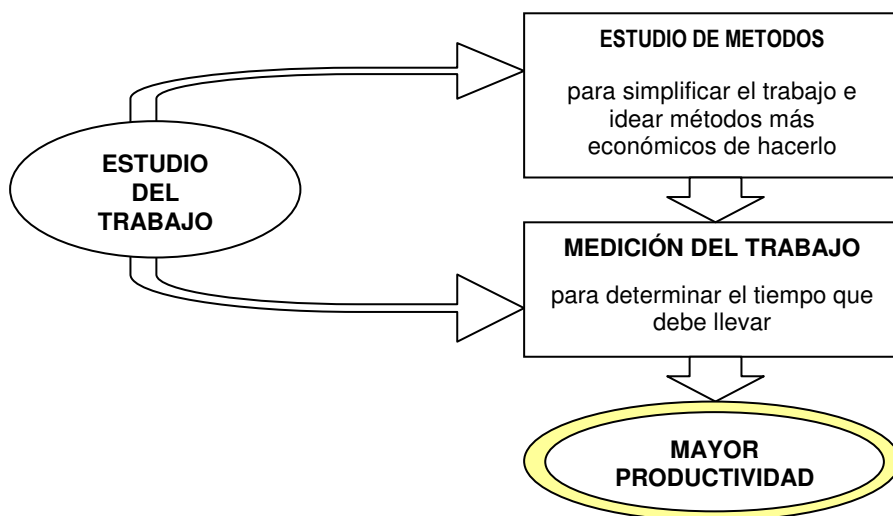 ESTUDIO DE METODOS
para simplificar el trabajo e
idear métodos más
económicos de hacerlo
ESTUDIO
DEL
TRABAJO
MEDICIÓN DEL TRABAJO
para determinar el tiempo que
debe llevar
MAYOR
PRODUCTIVIDAD